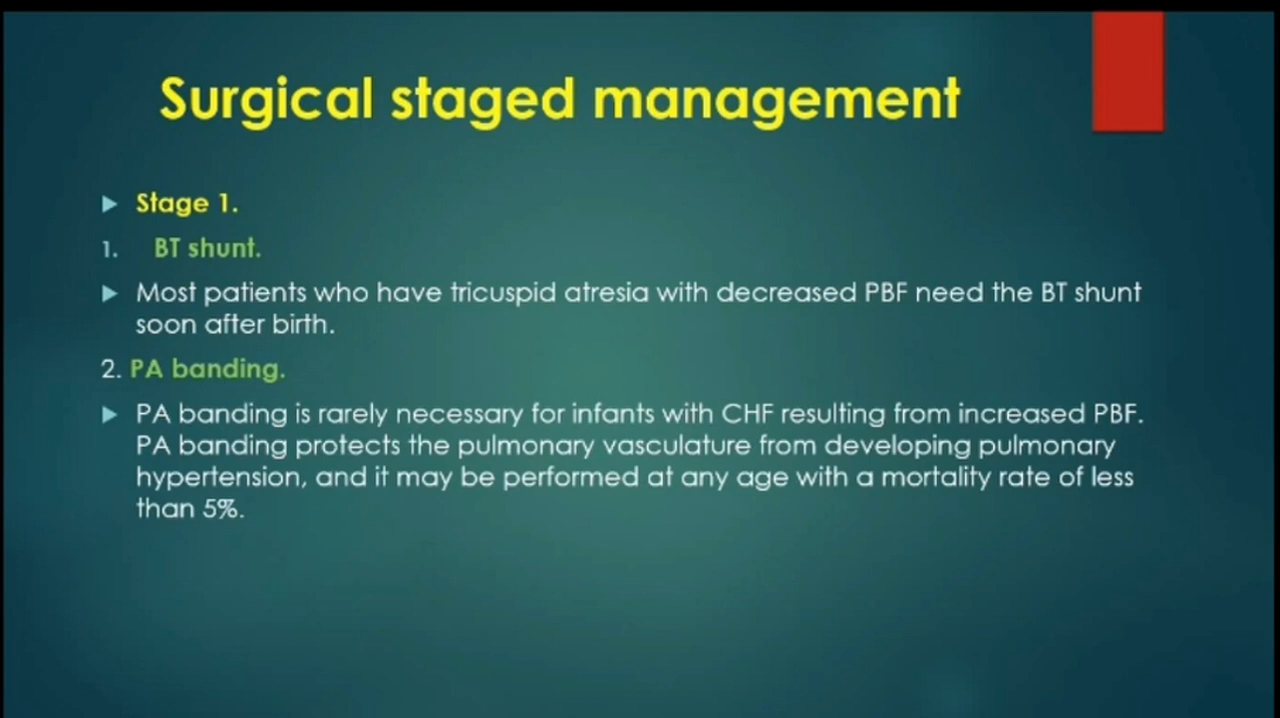 Surgical staged management
Stage 1.
1. BT shunt.
Most patients who have tricuspid atresia with decreased PBF need the BT shunt
soon after birth.
2. PA banding.
PA banding is rarely necessary for infants with CHF resulting from increased PBF.
PA banding protects the pulmonary vasculature from developing pulmonary
hypertension, and it may be performed at any age with a mortality rate of less
than 5%.